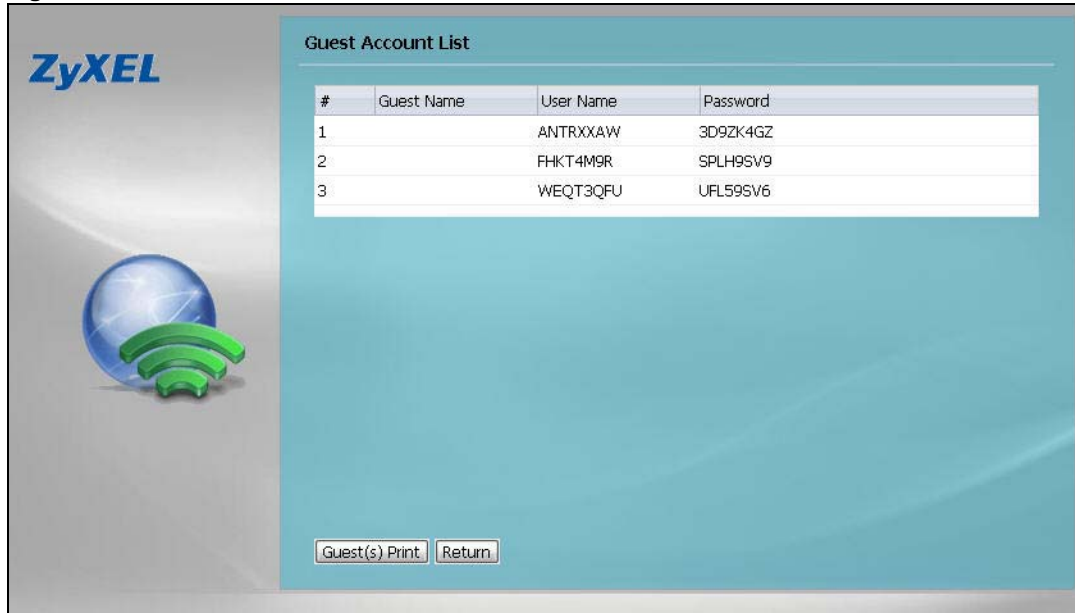 ZyXEL
Guest Account List
# Guest Name User Name Password
1 ANTRXXAW 3D9ZK4GZ
2 FHKT4M9R SPLH9SV9
3 WEQT3QFU UFL59SV6
Guest(s) Print Return